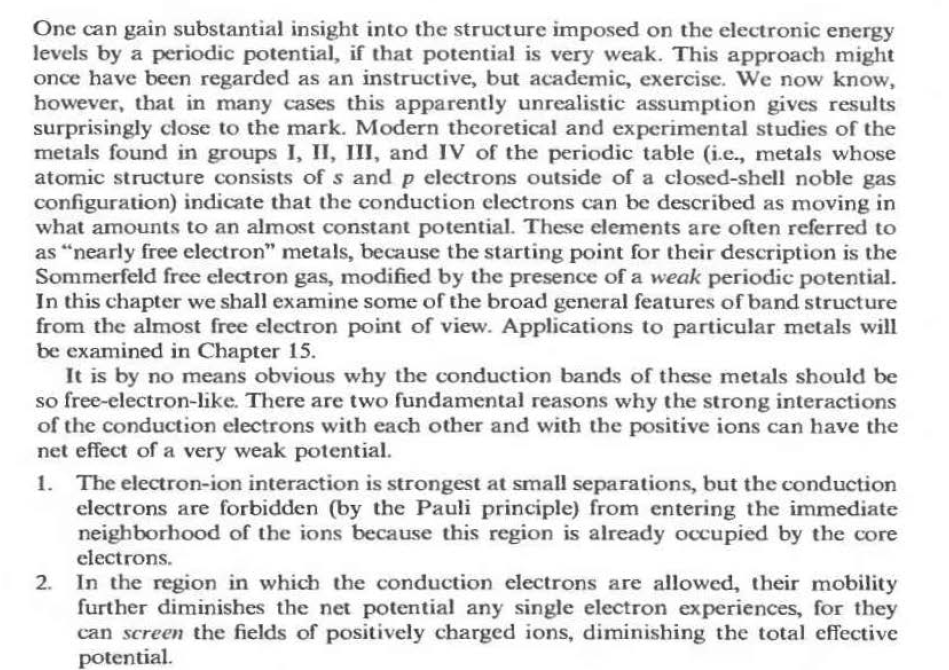 One can gain substantial insight into the structure imposed on the electronic energy
levels by a periodic potential, if that potential is very weak. This approach might
once have been regarded as an instructive, but academic, exercise. We now know,
however, that in many cases this apparently unrealistic assumption gives results
surprisingly close to the mark. Modern theoretical and experimental studies of the
metals found in groups I, II, III, and IV of the periodic table (i.e., metals whose
atomic structure consists of s and p electrons outside of a closed-shell noble gas
configuration) indicate that the conduction electrons can be described as moving in
what amounts to an almost constant potential. These elements are often referred to
as “nearly free electron” metals, because the starting point for their description is the
Sommerfeld free electron gas, modified by the presence of a weak periodic potential.
In this chapter we shall examine some of the broad general features of band structure
from the almost free electron point of view. Applications to particular metals will
be examined in Chapter 15.
It is by no means obvious why the conduction bands of these metals should be
so free-electron-like. There are two fundamental reasons why the strong interactions
of the conduction electrons with each other and with the positive ions can have the
net effect of a very weak potential.
1. The electron-ion interaction is strongest at small separations, but the conduction
electrons are forbidden (by the Pauli principle) from entering the immediate
neighborhood of the ions because this region is already occupied by the core
electrons.
2. In the region in which the conduction electrons are allowed, their mobility
further diminishes the net potential any single electron experiences, for they
can screen the fields of positively charged ions, diminishing the total effective
potential.